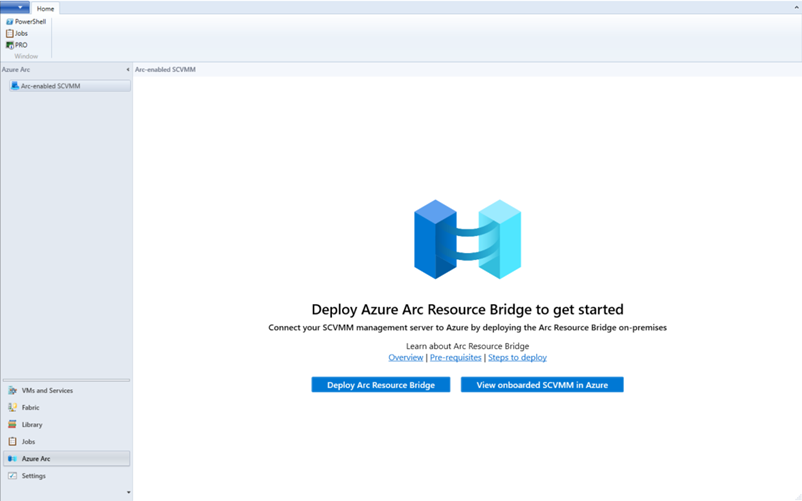 Home
PowerShell
Jobs
PRO
Window
Azure Arc
Arc-enabled SCVMM
Arc-enabled SCVMM
Deploy Azure Arc Resource Bridge to get started
Connect your SCVMM management server to Azure by deploying the Arc Resource Bridge on-premises
Learn about Arc Resource Bridge
Overview | Pre-requisites | Steps to deploy
Deploy Arc Resource Bridge
View onboarded SCVMM in Azure
VMs and Services
Fabric
Library
Jobs
Azure Arc
Settings